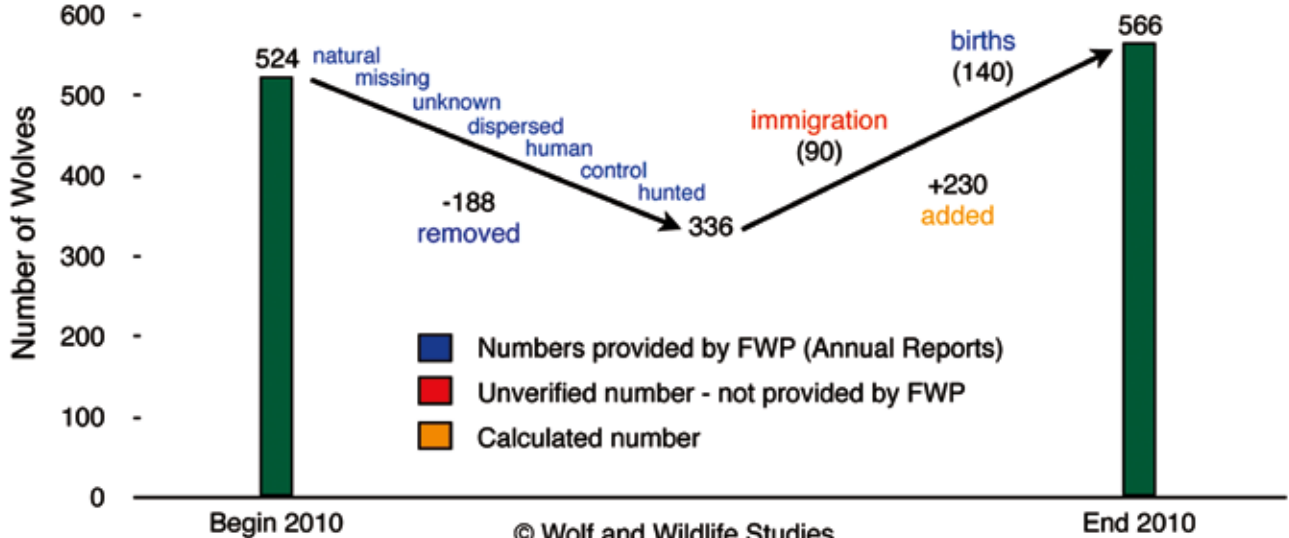 600 -
566
524
natural
missing
births
(140)
500 -
unknown
dispersed
immigration
(90)
human
400 -
control
hunted
+230
added
-188
removed
336
300 -
Number of Wolves
200 -
Numbers provided by FWP (Annual Reports)
Unverified number - not provided by FWP
100 -
Calculated number
0
Begin 2010
End 2010
© Wolf and Wildlife Studies